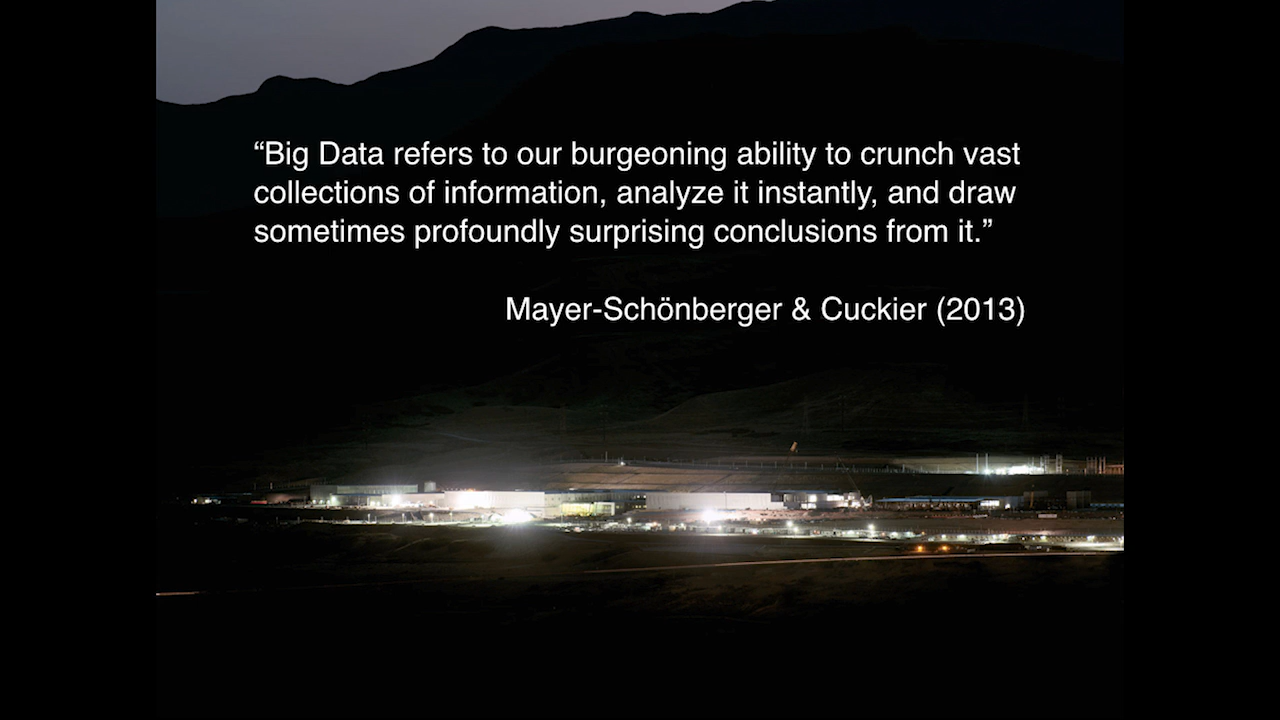 “Big Data refers to our burgeoning ability to crunch vast
collections of information, analyze it instantly, and draw
sometimes profoundly surprising conclusions from it.”
Mayer-Schönberger & Cuckier (2013)